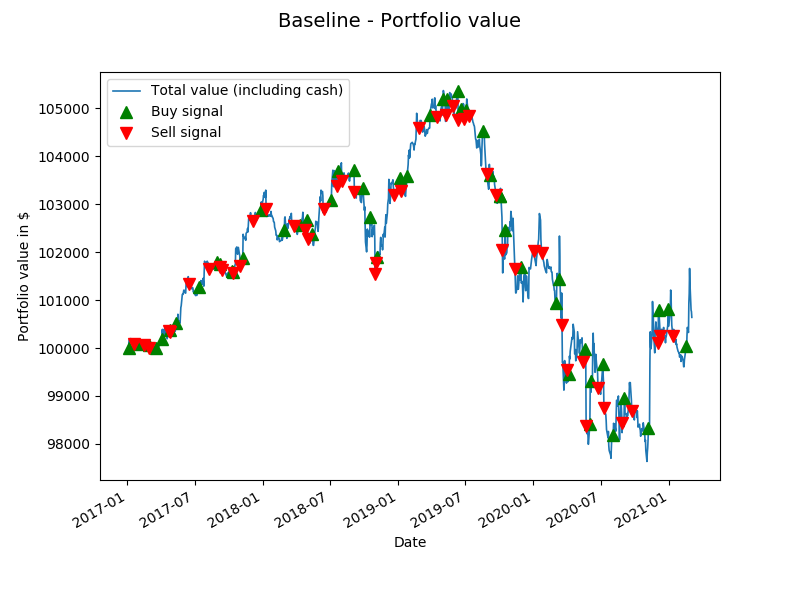 Baseline - Portfolio value
Total value (including cash)
Buy signal
Sell signal
Portfolio value in $
105000
104000
103000
102000
101000
100000
99000
98000
2017-01
2017-07
2018-01
2018-07
2019-01
2019-07
2020-01
2020-07
2021-01
Date